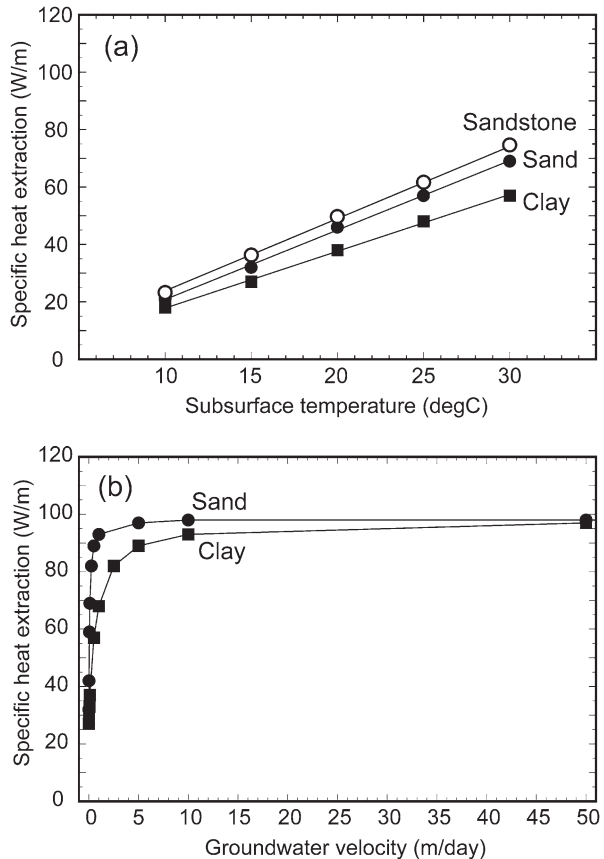 (a)
Specific heat extraction (W/m)
120
100
80
60
40
20
0
Sandstone
Sand
Clay
10 15 20 25 30
Subsurface temperature (degC)
(b)
Specific heat extraction (W/m)
120
100
80
60
40
20
0
Sand
Clay
0 5 10 15 20 25 30 35 40 45 50
Groundwater velocity (m/day)